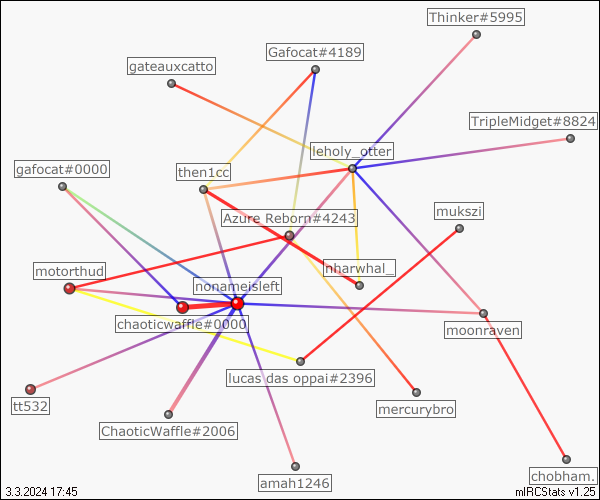 Thinker#5995
Gafocat#4189
gateauxcatto
TripleMidget#8824
leholy_otter
gafocat#0000
then1cc
Azure Reborn#4243
mukszi
motorthud
nharwhal_
nonameisleft
chaoticwaffle#0000
moonraven
lucas das oppai#2396
tt532
mercurybro
ChaoticWaffle#2006
amah1246
chobham.
3.3.2024 17:45
mIRCStats v1.25